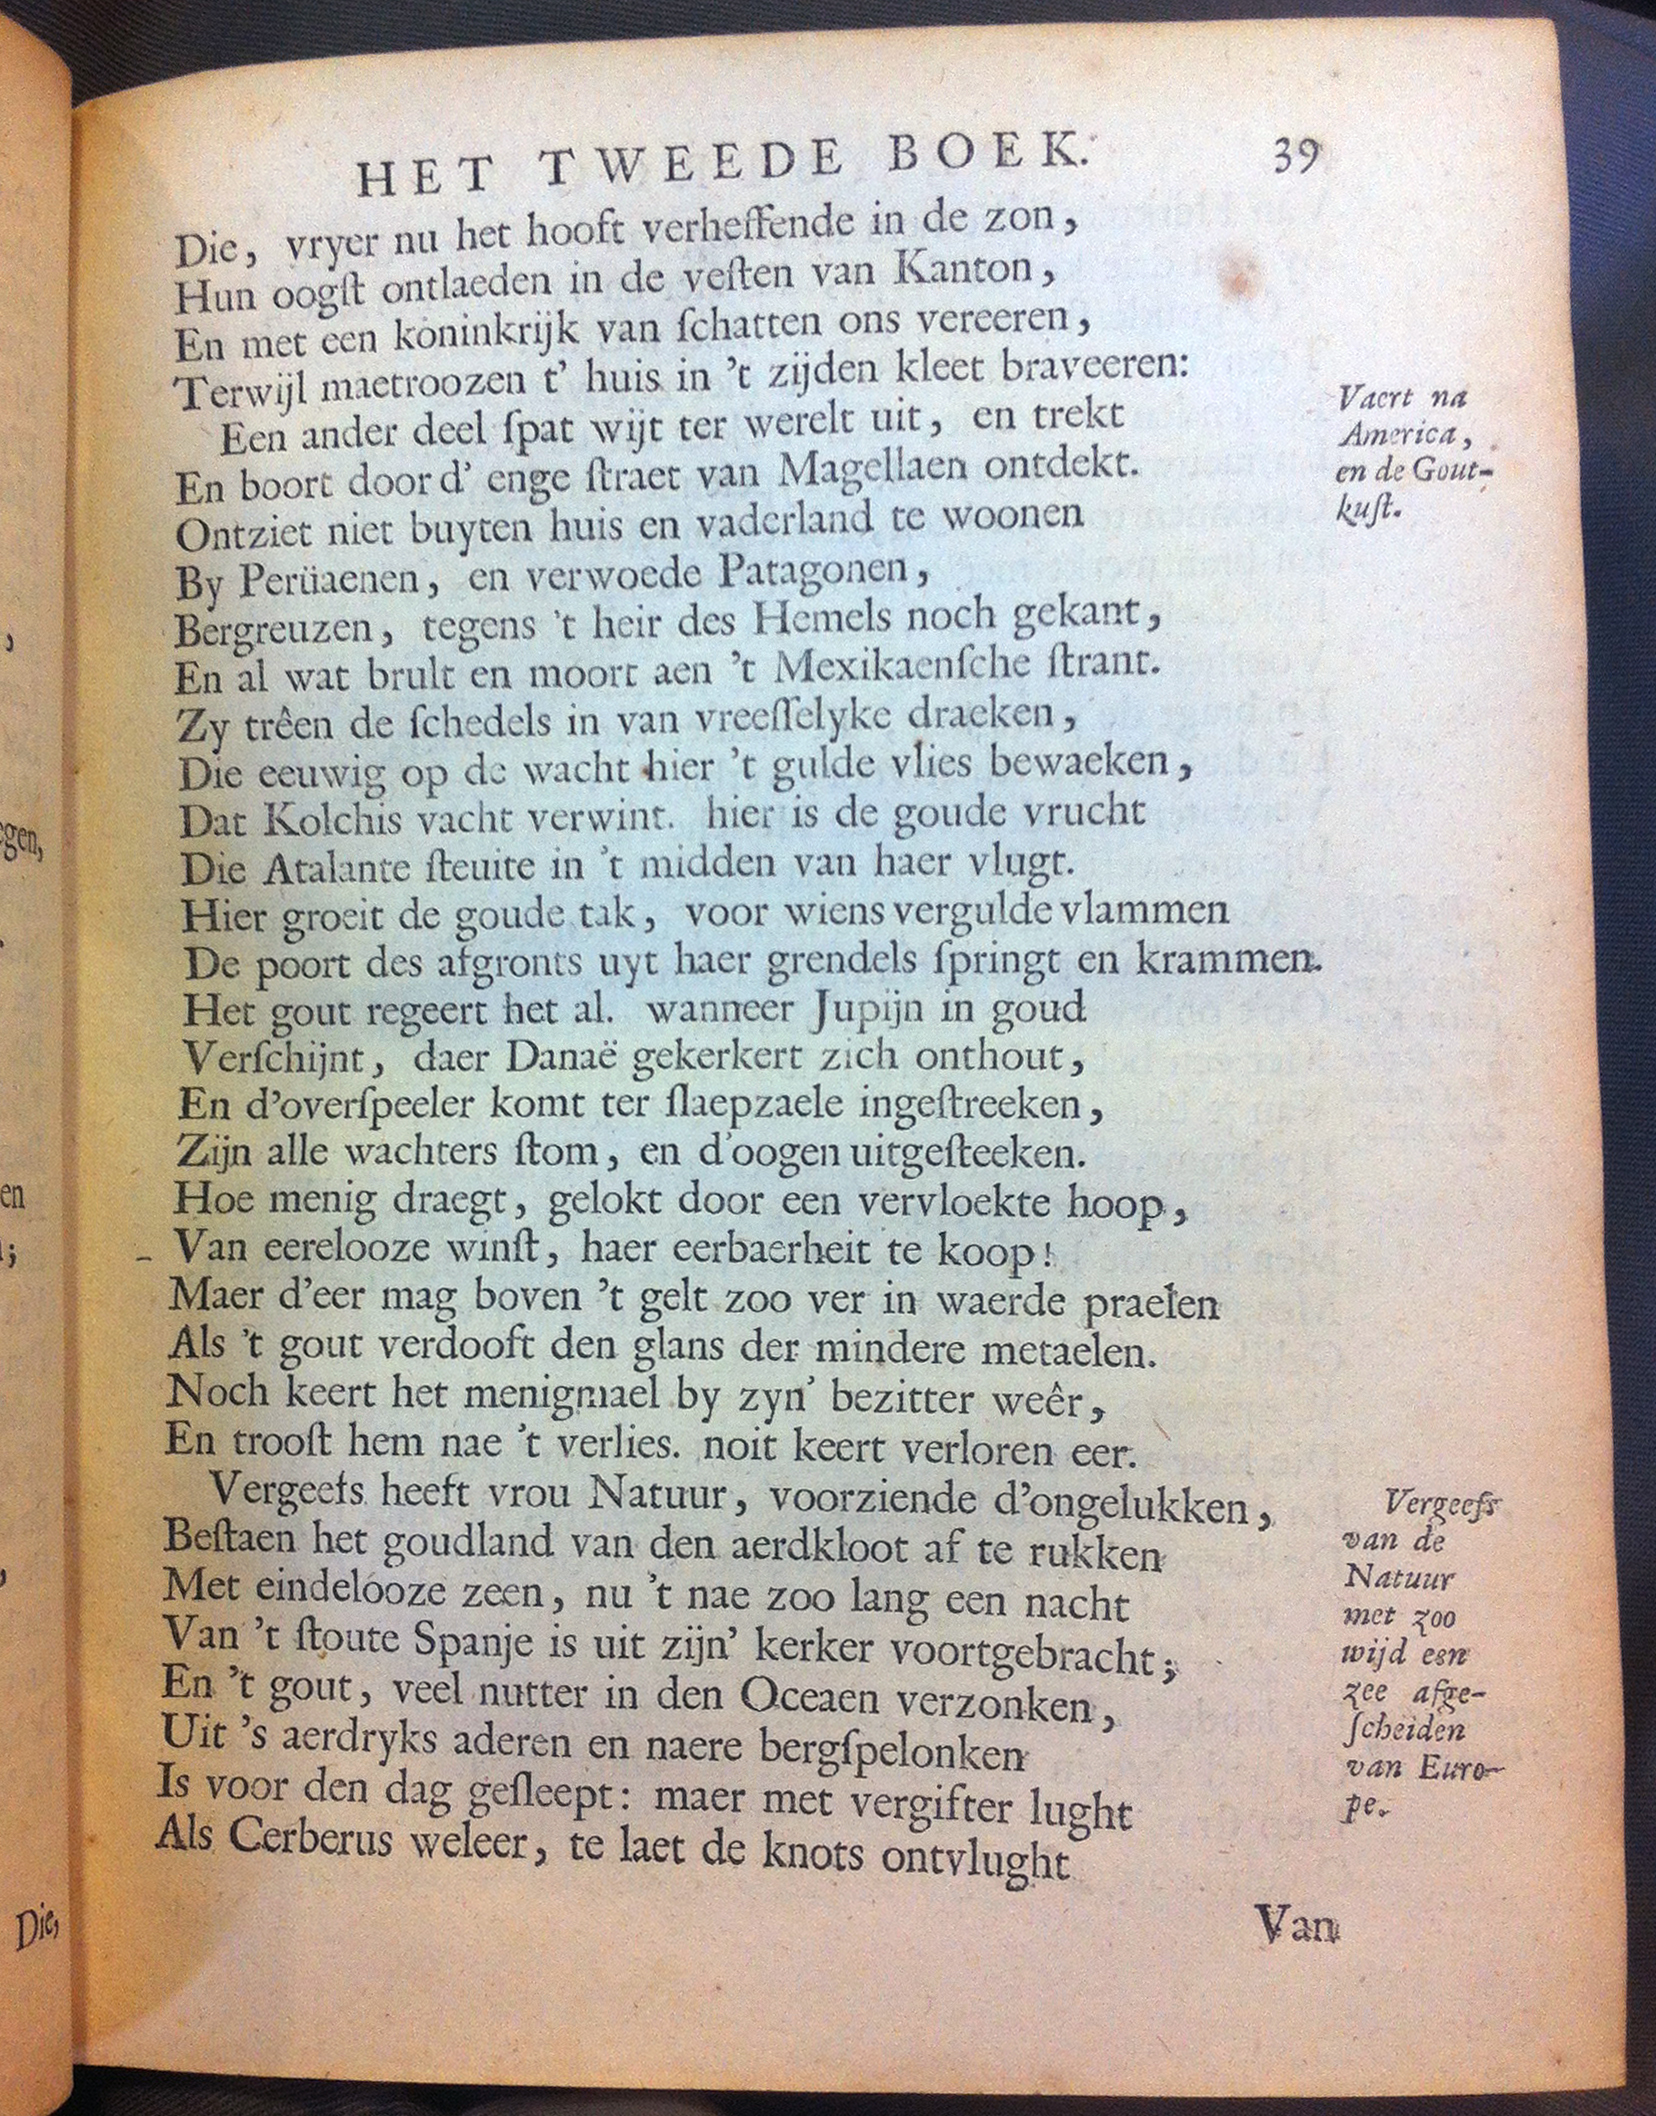 HET TWEEDE BOEK. 39
Die, vryer nu het hooft verheffende in de zon,
Hun oogſt ontlaeden in de veſten van Kanton,
En met een koninkrijk van ſchatten ons vereeren,
Terwijl maetroozen t' huis in 't zijden kleet braveeren:
Een ander deel ſpat wijt ter werelt uit, en trekt
En boort door d' enge ſtraet van Magellaen ontdekt.
Ontziet niet buyten huis en vaderland te woonen
By Perüaenen, en verwoede Patagonen,
Bergreuzen, tegens 't heir des Hemels noch gekant,
En al wat brult en moort aen 't Mexikaenſche ſtrant.
Zy trêen de ſchedels in van vreeſſelyke draeken,
Die eeuwig op de wacht hier 't gulde vlies bewaeken,
Dat Kolchis vacht verwint. hier is de goude vrucht
Die Atalante ſteuite in 't midden van haer vlugt.
Hier groeit de goude tak, voor wiens vergulde vlammen
De poort des afgronts uyt haer grendels ſpringt en krammen.
Het gout regeert het al. wanneer Jupijn in goud
Verſchijnt, daer Danaë gekerkert zich onthout,
En d'overſpeeler komt ter ſlaepzaele ingeſtreeken,
Zijn alle wachters ſtom, en d'oogen uitgeſteeken.
Hoe menig draegt, gelokt door een vervloekte hoop,
Van eerelooze winſt, haer eerbaerheit te koop!
Maer d'eer mag boven 't gelt zoo ver in waerde praelen
Als 't gout verdooft den glans der mindere metaelen.
Noch keert het menigmael by zyn' bezitter weêr,
En trooſt hem nae 't verlies. noit keert verloren eer.
Vergeefs heeft vrou Natuur, voorziende d'ongelukken,
Beſtaen het goudland van den aerdkloot af te rukken
Met eindelooze zeen, nu 't nae zoo lang een nacht
Van 't ſtoute Spanje is uit zijn' kerker voortgebracht;
En 't gout, veel nutter in den Oceaen verzonken,
Uit 's aerdryks aderen en naere bergſpelonken
Is voor den dag geſleept: maer met vergifter lught
Als Cerberus weleer, te laet de knots ontvlught
Van
Vaert na
America,
en de Gout-
kuſt.
Vergeefs
van de
Natuur
met zoo
wijd een
zee afge-
ſcheiden
van Euro-
pe.
gen,
en
;
Die,